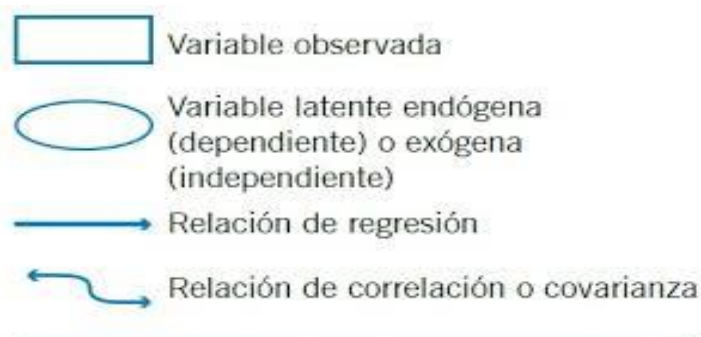 Variable observada
Variable latente endógena
(dependiente) o exógena
(independiente)
Relación de regresión
Relación de correlación o covarianza